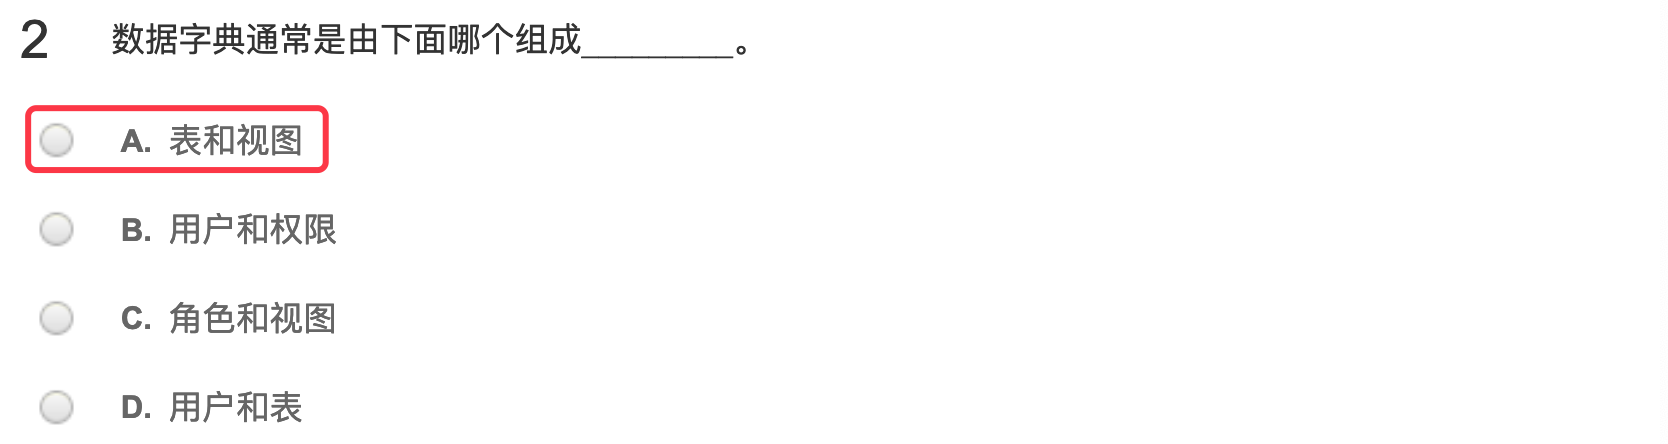 2 数据字典通常是由下面哪个组成_________。
A. 表和视图
B. 用户和权限
C. 角色和视图
D. 用户和表